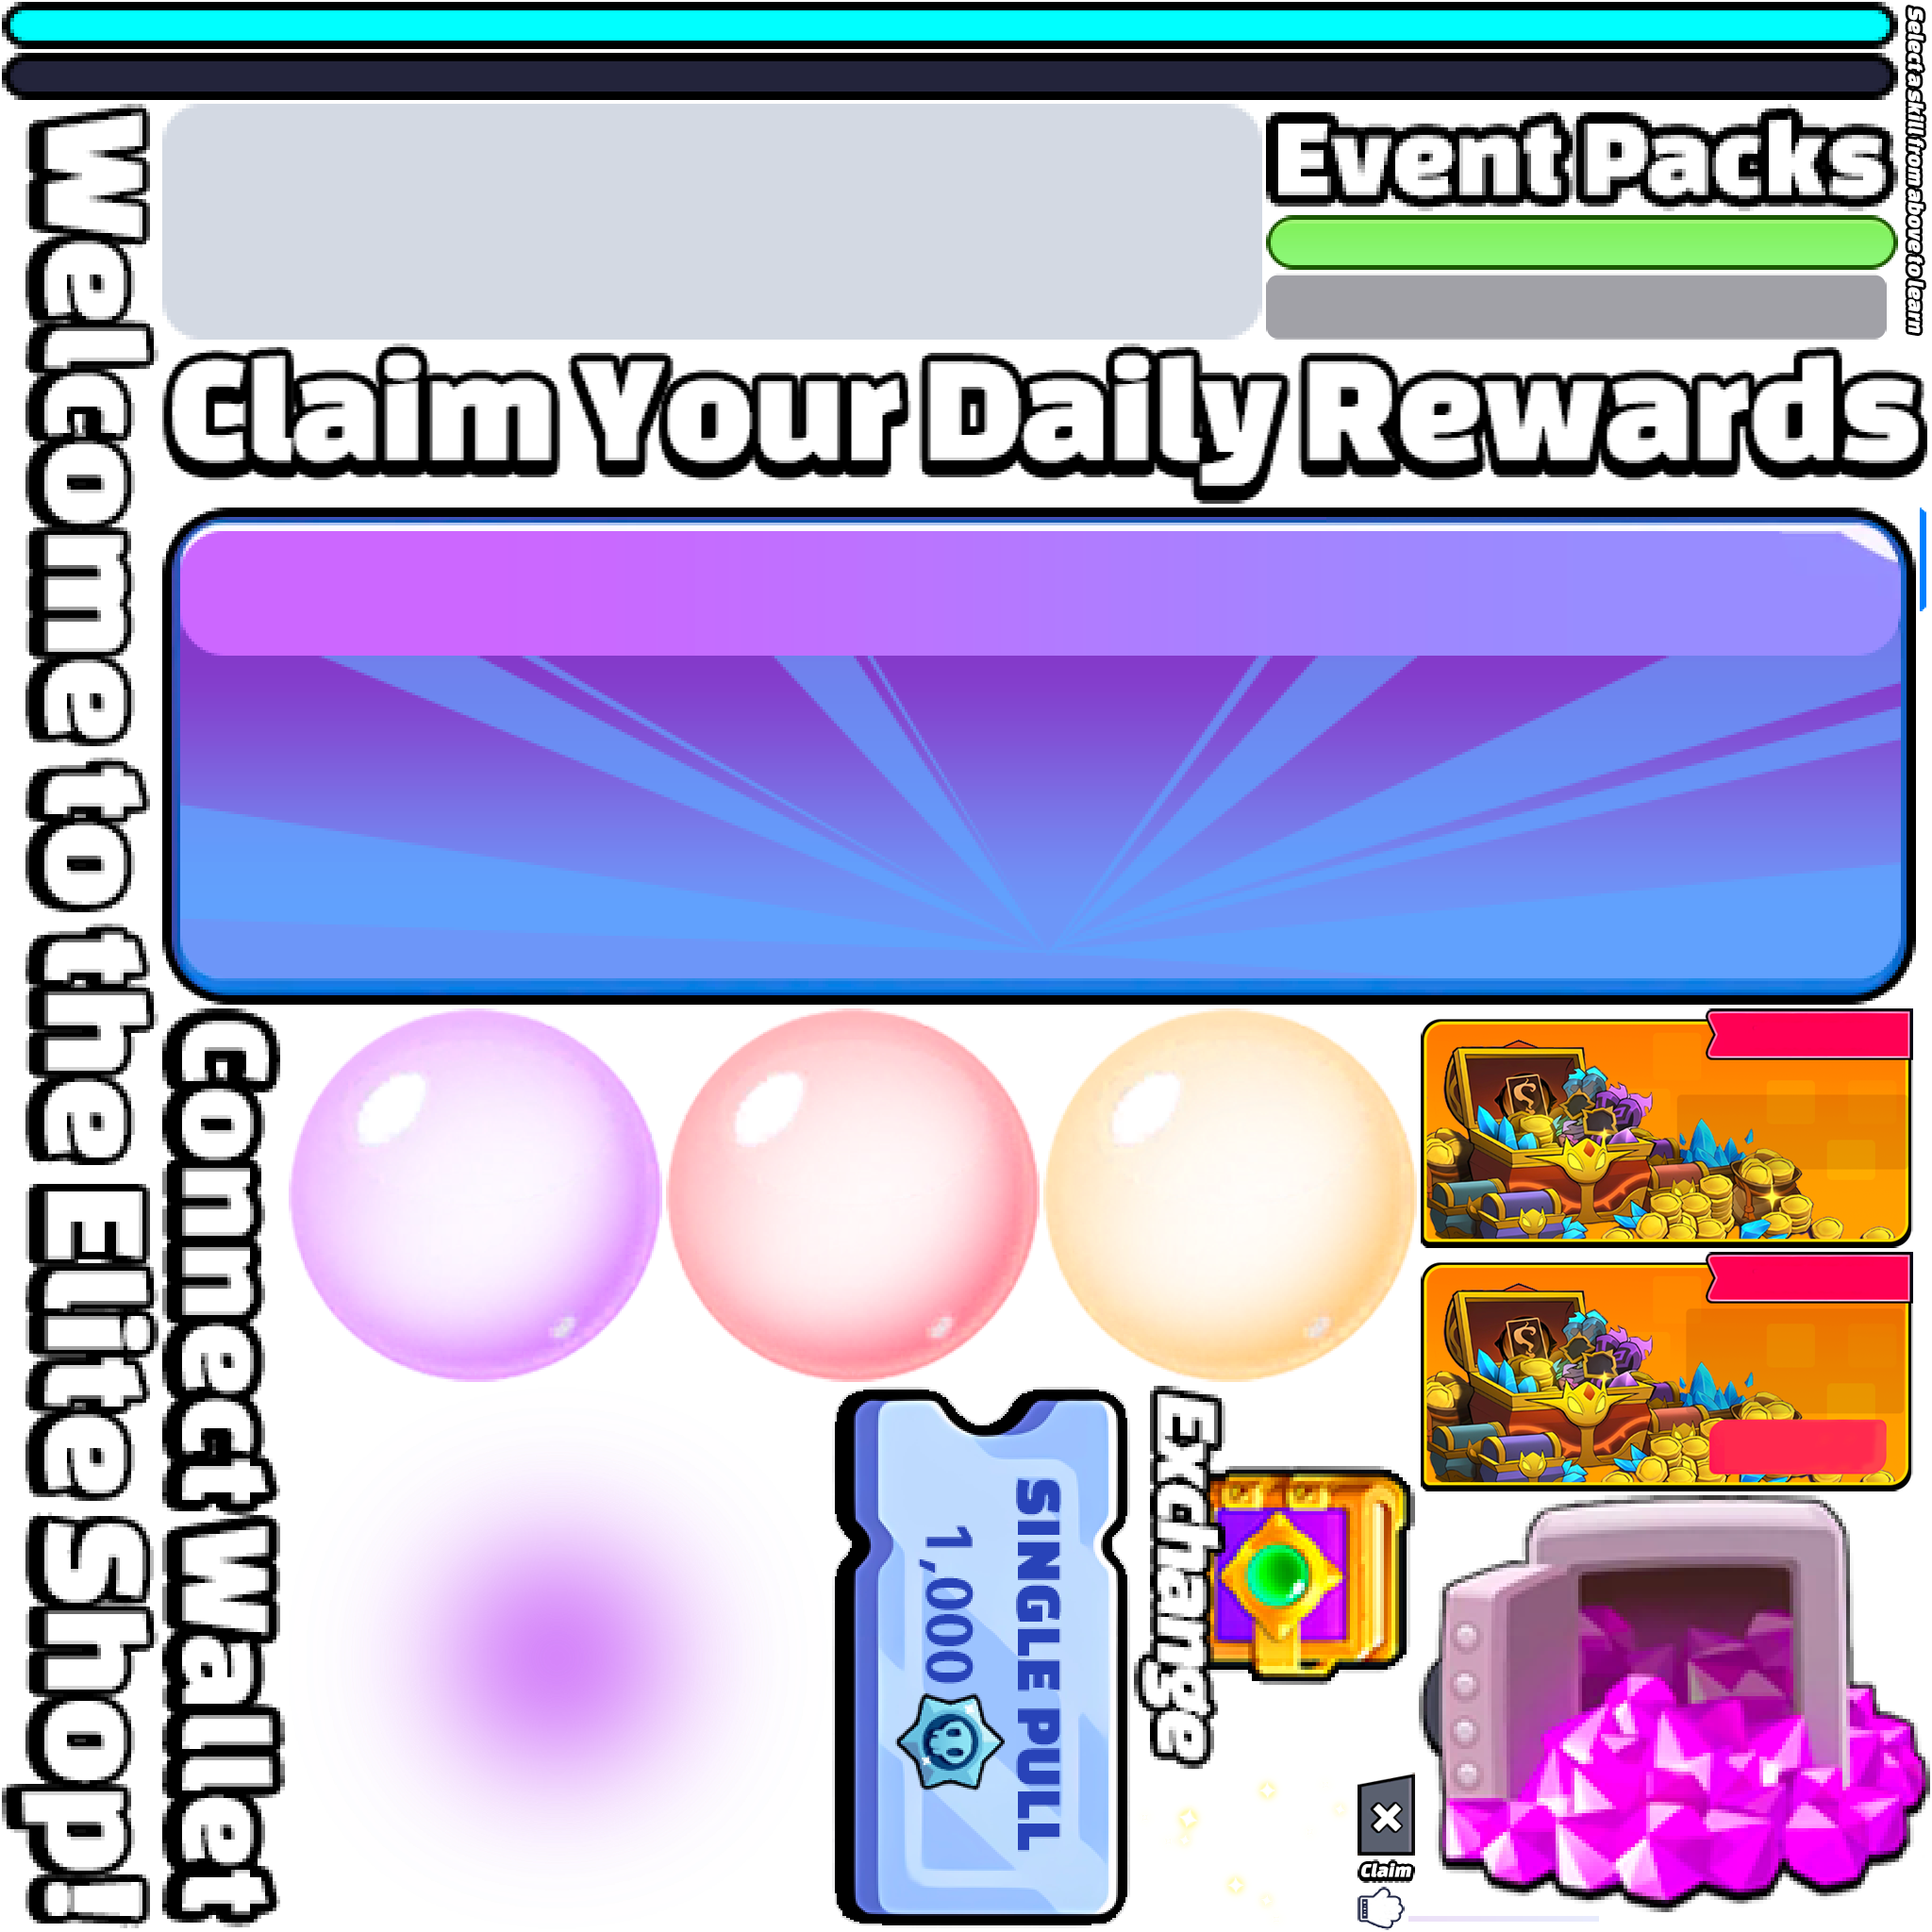 Select a skill from above to learn
Event Packs
Claim Your Daily Rewards
Welcome to the Elite Shop!
Connect Wallet
SINGLE PULL
1,000
Exchange
Claim